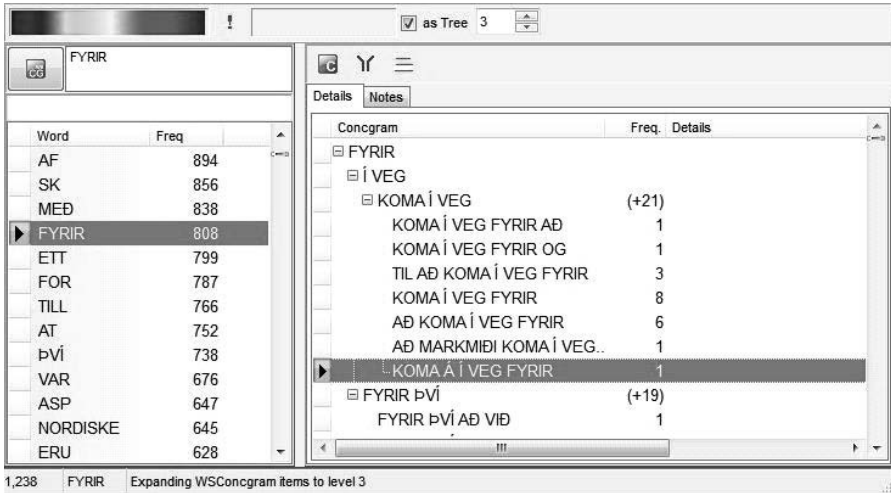 ! as Tree 3
CG FYRIR
C
Details Notes
Word Freq
AF 894
SK 856
MEÐ 838
FYRIR 808
ETT 799
FOR 787
TILL 766
AT 752
ÞVÍ 738
VAR 676
ASP 647
NORDISKE 645
ERU 628
Concgram Freq. Details
FYRIR
Í VEG
KOMA Í VEG (+21)
KOMA Í VEG FYRIR AÐ 1
KOMA Í VEG FYRIR OG 1
TIL AÐ KOMA Í VEG FYRIR 3
KOMA Í VEG FYRIR 8
AÐ KOMA Í VEG FYRIR 6
AÐ MARKMIÐI KOMA Í VEG.. 1
KOMA Á Í VEG FYRIR 1
FYRIR ÞVÍ (+19)
FYRIR ÞVÍ AÐ VIÐ 1
1,238 FYRIR Expanding WSConcgram items to level 3